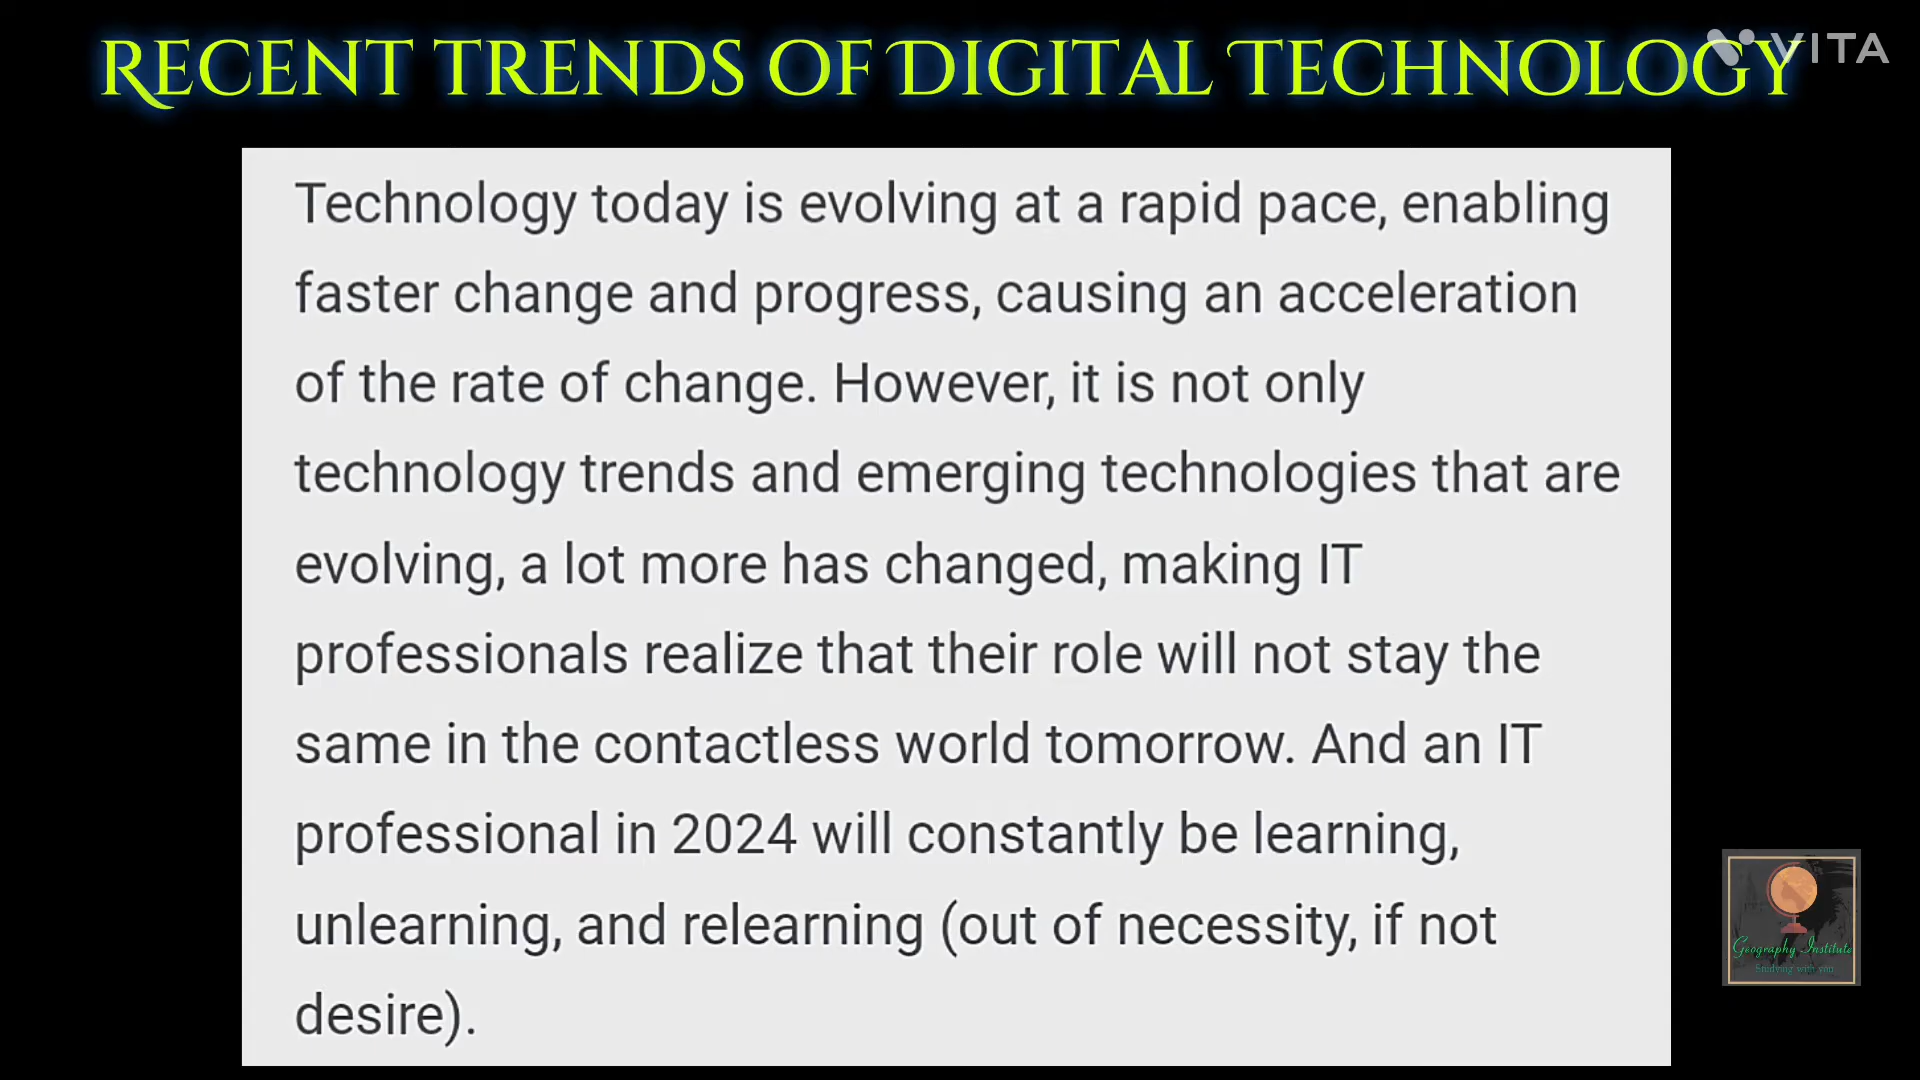 Recent trends of Digital Technology
VITA
Technology today is evolving at a rapid pace, enabling
faster change and progress, causing an acceleration
of the rate of change. However, it is not only
technology trends and emerging technologies that are
evolving, a lot more has changed, making IT
professionals realize that their role will not stay the
same in the contactless world tomorrow. And an IT
professional in 2024 will constantly be learning,
unlearning, and relearning (out of necessity, if not
desire).
Geography Institute
Studying with you